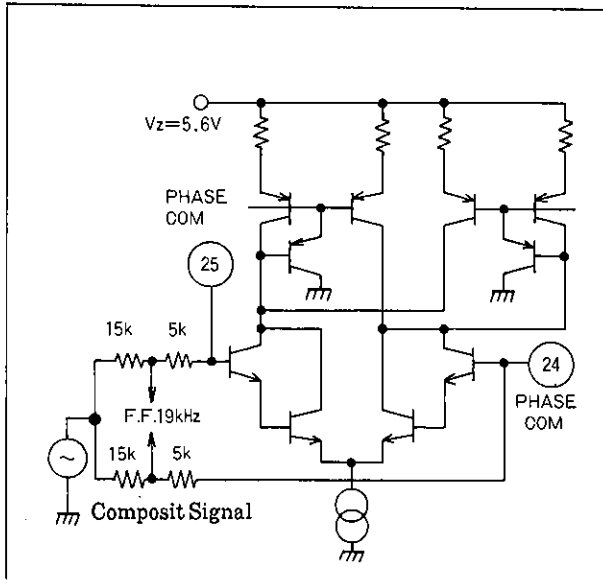 Vz=5.6V
PHASE
COM
25
15k
5k
F.F.19kHz
24
PHASE
COM
15k
5k
Composit Signal